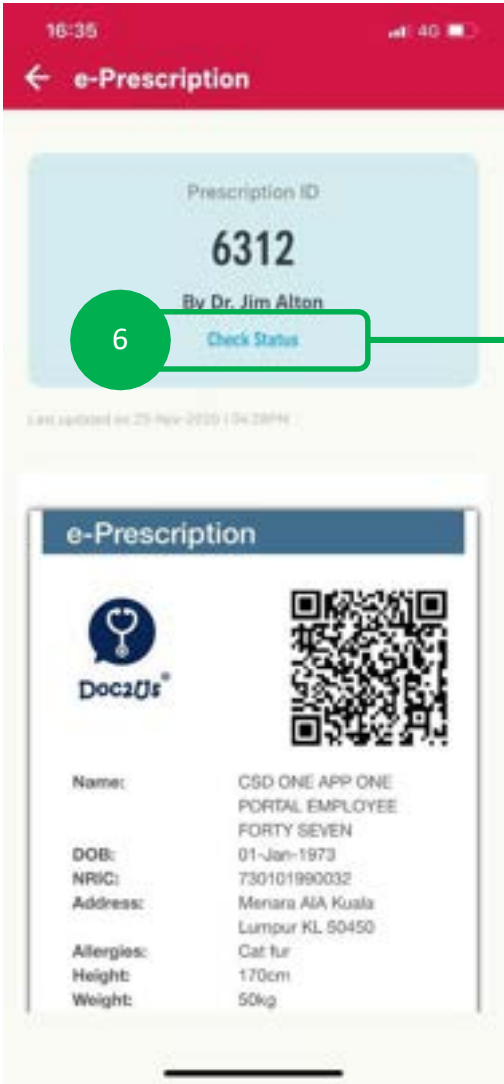 16:35
4G
← e-Prescription
Prescription ID
6312
By Dr. Jim Alton
6
Check Status
Last updated on 25-Nov-2020 | 04:28PM
e-Prescription
Doc2Us®
Name: CSD ONE APP ONE
PORTAL EMPLOYEE
FORTY SEVEN
DOB: 01-Jan-1973
NRIC: 730101990032
Address: Menara AIA Kuala
Lumpur KL 50450
Allergies: Cat fur
Height: 170cm
Weight: 50kg